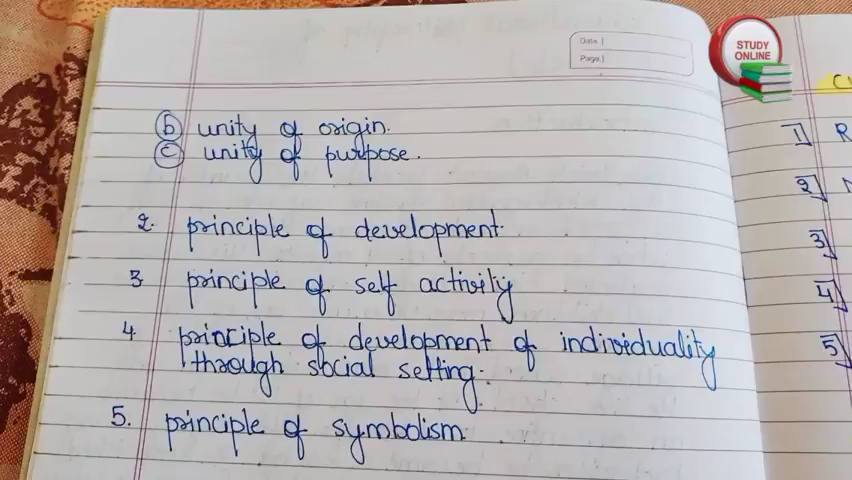 Date.
Page.
STUDY
ONLINE
b unity of origin.
c unity of purpose.
2. principle of development.
3 principle of self activity
4 principle of development of individuality
through social setting.
5. principle of symbolism
1
2
3
4
5